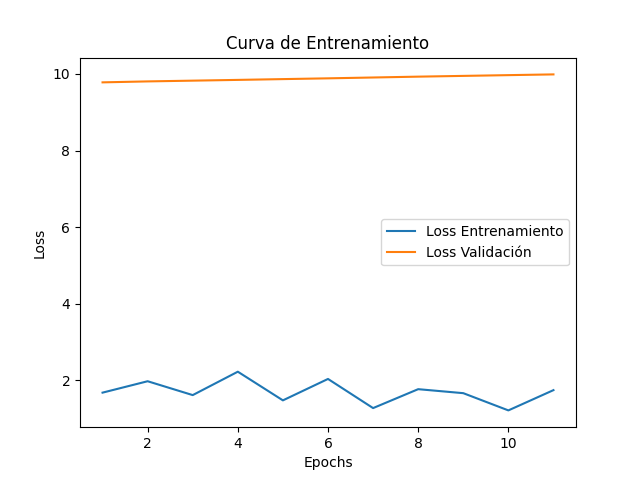 Curva de Entrenamiento
10
8
6
4
2
Loss
Loss Entrenamiento
Loss Validación
2 4 6 8 10
Epochs